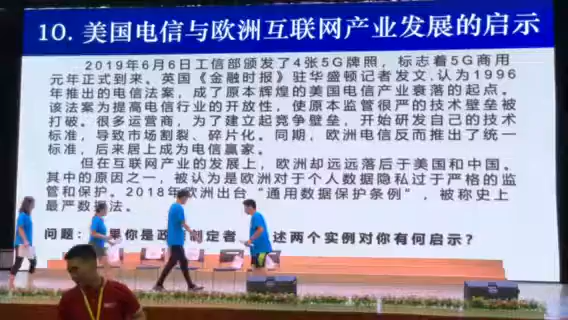 10. 美国电信与欧洲互联网产业发展的启示
2019年6月6日工信部颁发了4张5G牌照，标志着5G商用
元年正式到来。英国《金融时报》驻华盛顿记者发文,认为1996
年推出的电信法案，成了原本辉煌的美国电信产业衰落的起点。
该法案为提高电信行业的开放性，使原本监管很严的技术壁垒被
打破。很多运营商，为了建立起竞争壁垒，开始研发自己的技术
标准，导致市场割裂、碎片化。同期，欧洲电信反而推出了统一
标准，后来居上成为电信赢家。
但在互联网产业的发展上，欧洲却远远落后于美国和中国。
其中的原因之一，被认为是欧洲对于个人数据隐私过于严格的监
管和保护。2018年欧洲出台“通用数据保护条例”，被称史上
最严数据法。
问题：果你是政制定者述两个实例对你有何启示？